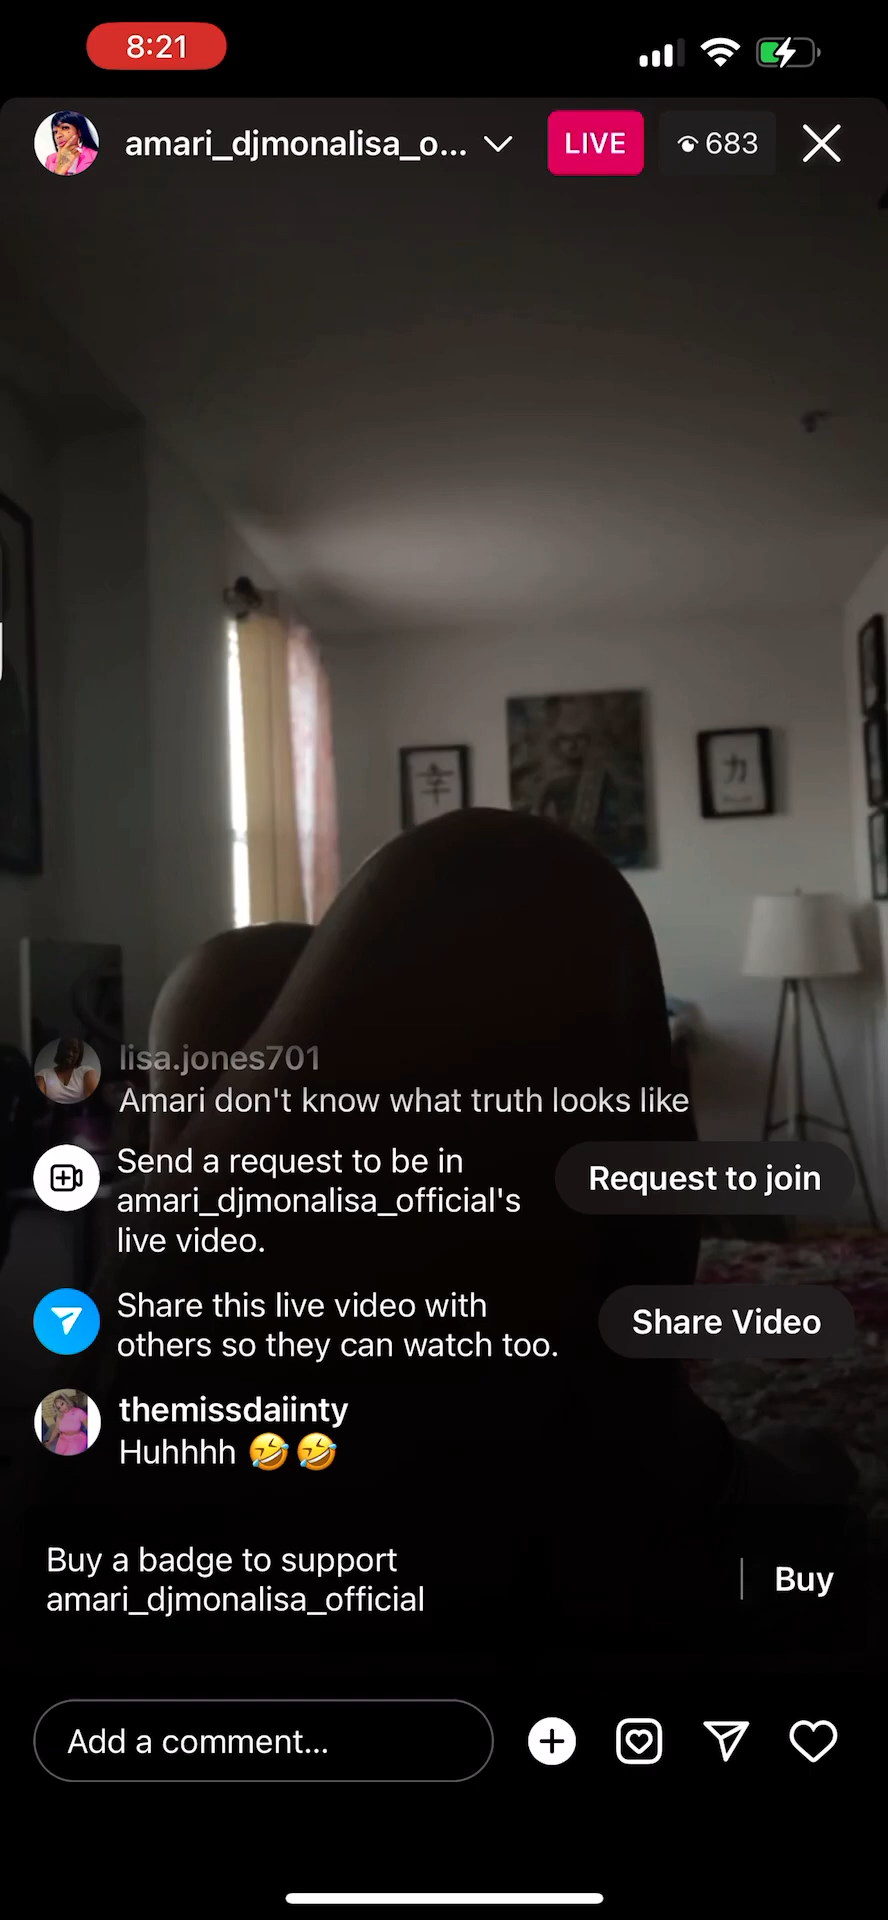 8:21
amari_djmonalisa_o...
LIVE
683
幸
力
lisa.jones701
Amari don't know what truth looks like
Send a request to be in
amari_djmonalisa_official's
live video.
Request to join
Share this live video with
others so they can watch too.
Share Video
themissdaiinty
Huhhhh 🤣🤣
Buy a badge to support
amari_djmonalisa_official
Buy
Add a comment...